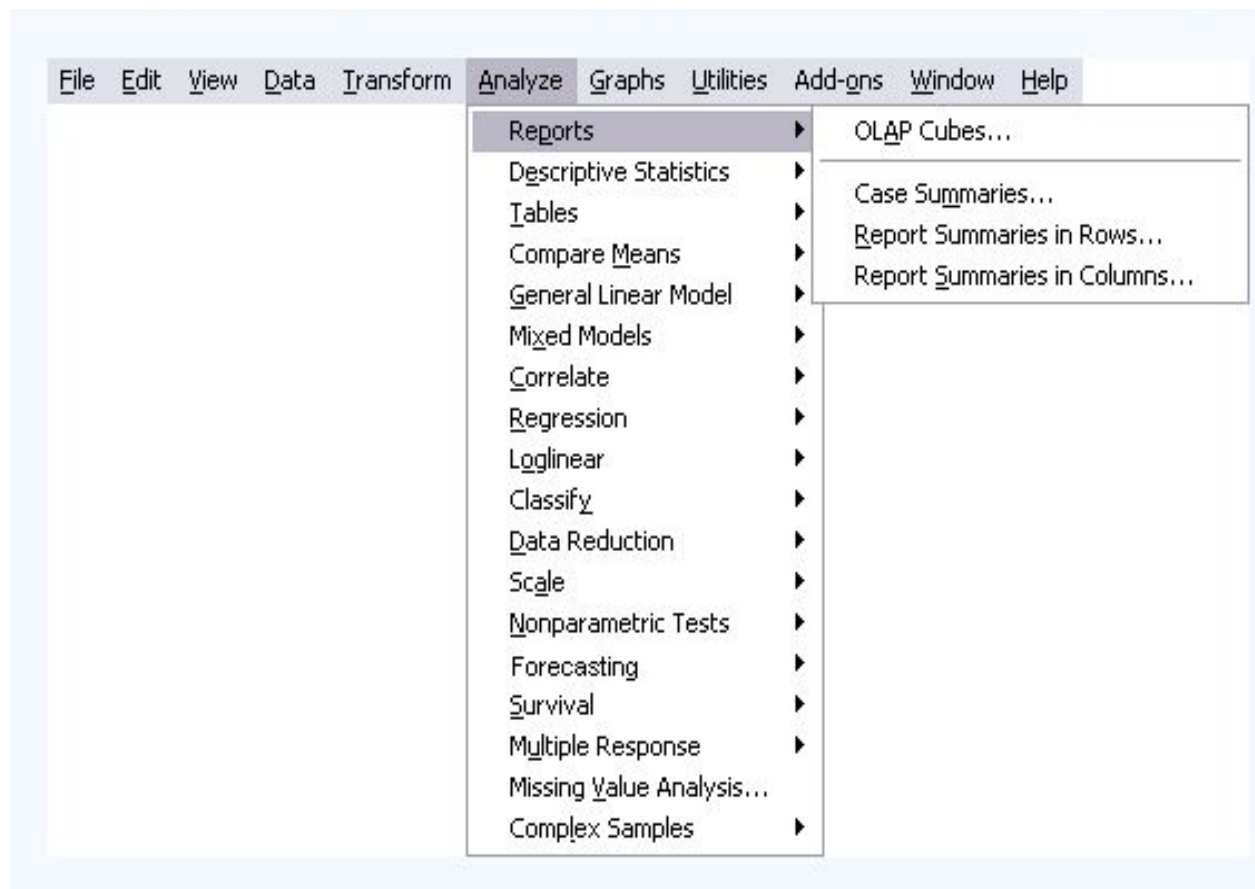 File Edit View Data Transform Analyze Graphs Utilities Add-ons Window Help
Reports
Descriptive Statistics
Tables
Compare Means
General Linear Model
Mixed Models
Correlate
Regression
Loglinear
Classify
Data Reduction
Scale
Nonparametric Tests
Forecasting
Survival
Multiple Response
Missing Value Analysis...
Complex Samples
OLAP Cubes...
Case Summaries...
Report Summaries in Rows...
Report Summaries in Columns...